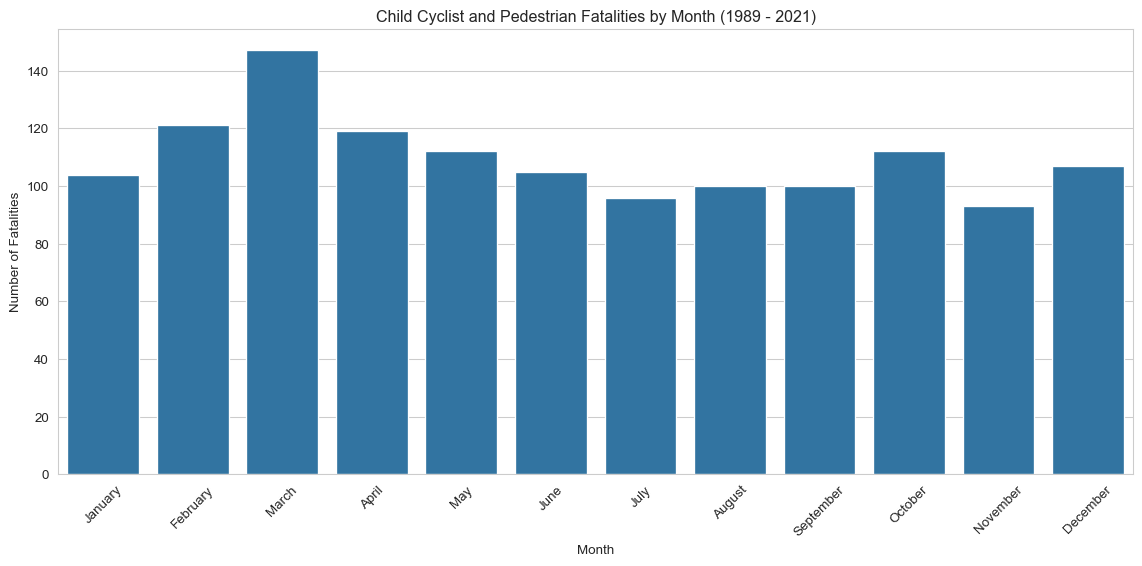 Child Cyclist and Pedestrian Fatalities by Month (1989 - 2021)
Number of Fatalities
140
120
100
80
60
40
20
0
January
February
March
April
May
June
July
August
September
October
November
December
Month